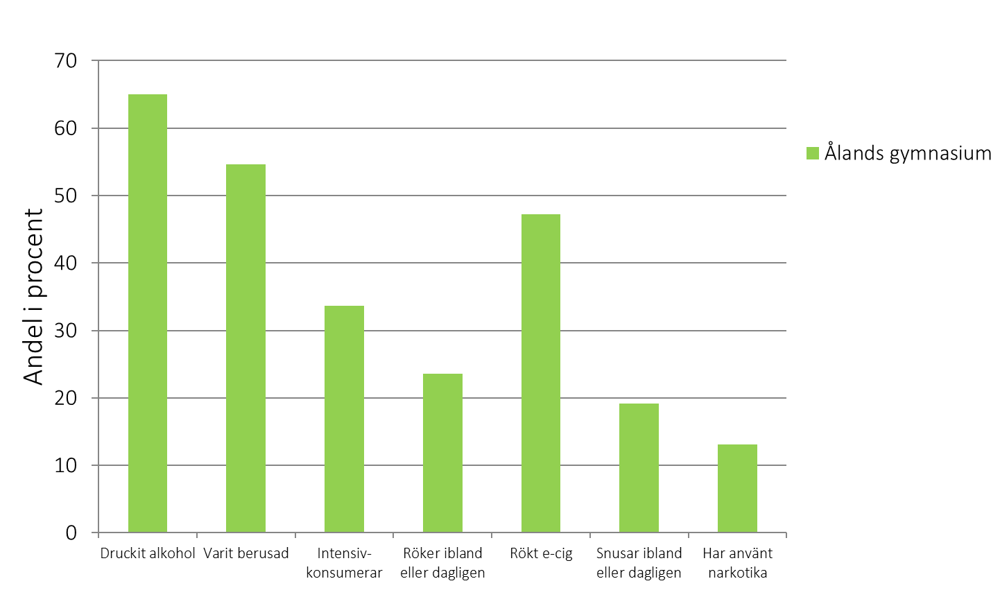 70
60
50
40
30
20
10
0
Andel i procent
Ålands gymnasium
Druckit alkohol
Varit berusad
Intensiv-
konsumerar
Röker ibland
eller dagligen
Rökt e-cig
Snusar ibland
eller dagligen
Har använt
narkotika